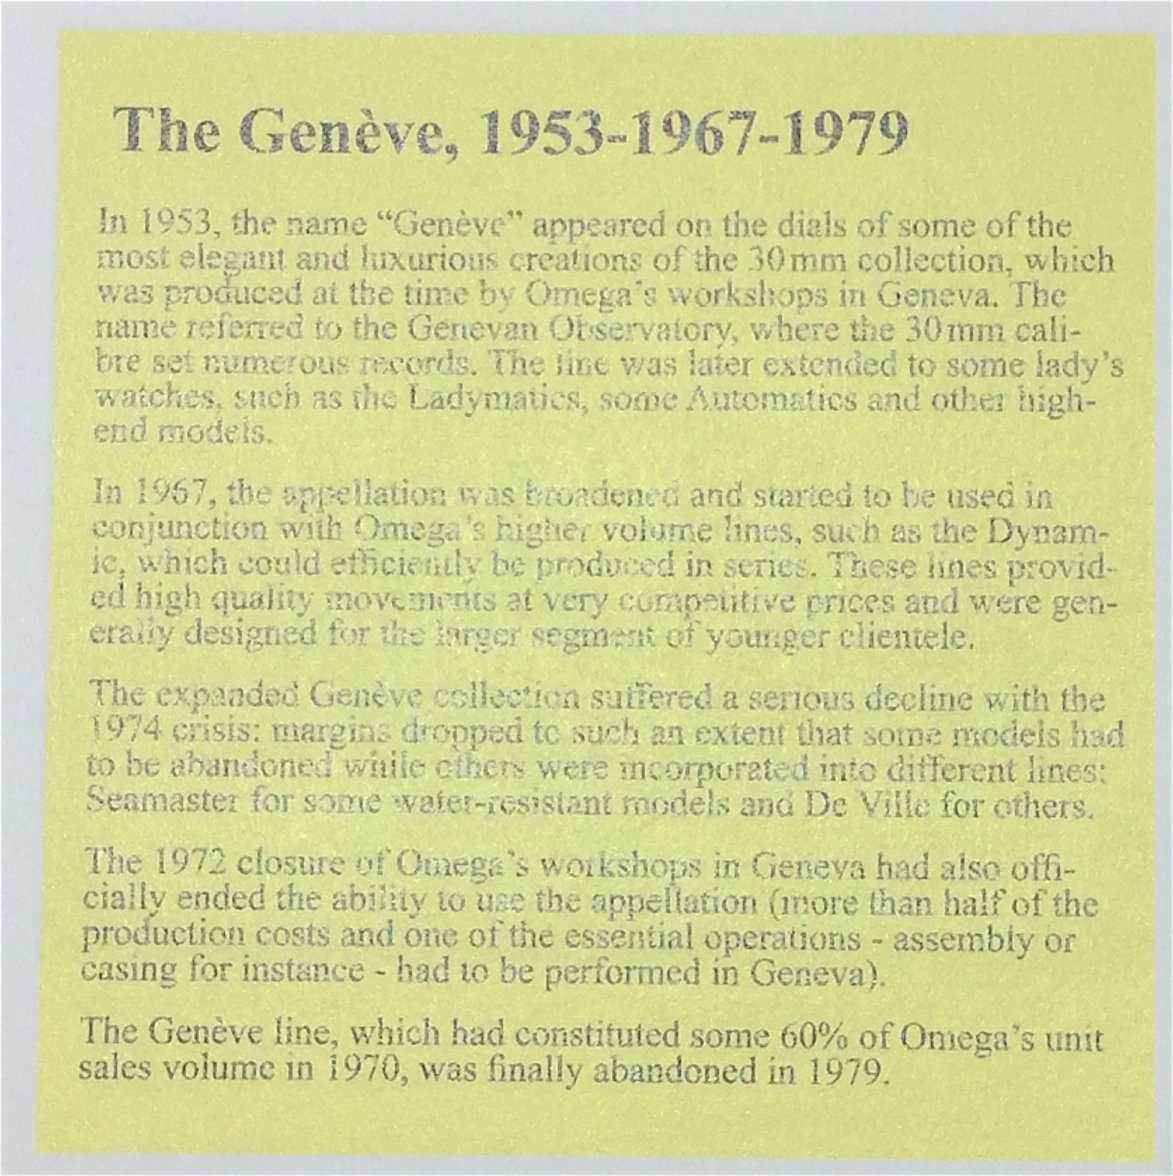 The Genève, 1953-1967-1979
In 1953, the name “Genève” appeared on the dials of some of the
most elegant and luxurious creations of the 30mm collection, which
was produced at the time by Omega's workshops in Geneva. The
name referred to the Genevan Observatory, where the 30mm cali-
bre set numerous records. The line was later extended to some lady's
watches, such as the Ladymatics, some Automatics and other high-
end models.
In 1967, the appellation was broadened and started to be used in
conjunction with Omega's higher volume lines, such as the Dynam-
ic, which could efficiently be produced in series. These lines provid-
ed high quality movements at very competitive prices and were gen-
erally designed for the larger segment of younger clientele.
The expanded Genève collection suffered a serious decline with the
1974 crisis: margins dropped to such an extent that some models had
to be abandoned while others were incorporated into different lines:
Seamaster for some water-resistant models and De Ville for others.
The 1972 closure of Omega's workshops in Geneva had also offi-
cially ended the ability to use the appellation (more than half of the
production costs and one of the essential operations - assembly or
casing for instance - had to be performed in Geneva).
The Genève line, which had constituted some 60% of Omega's unit
sales volume in 1970, was finally abandoned in 1979.